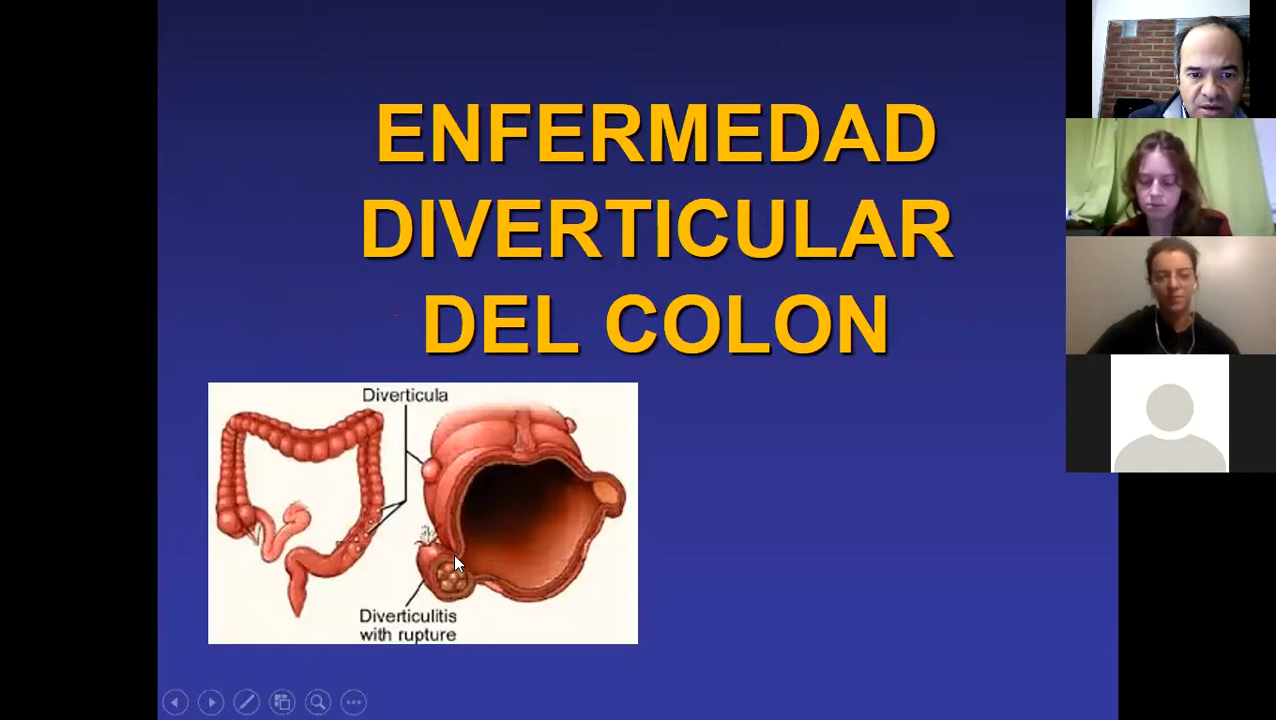 ENFERMEDAD
DIVERTICULAR
DEL COLON
Diverticula
Diverticulitis
with rupture